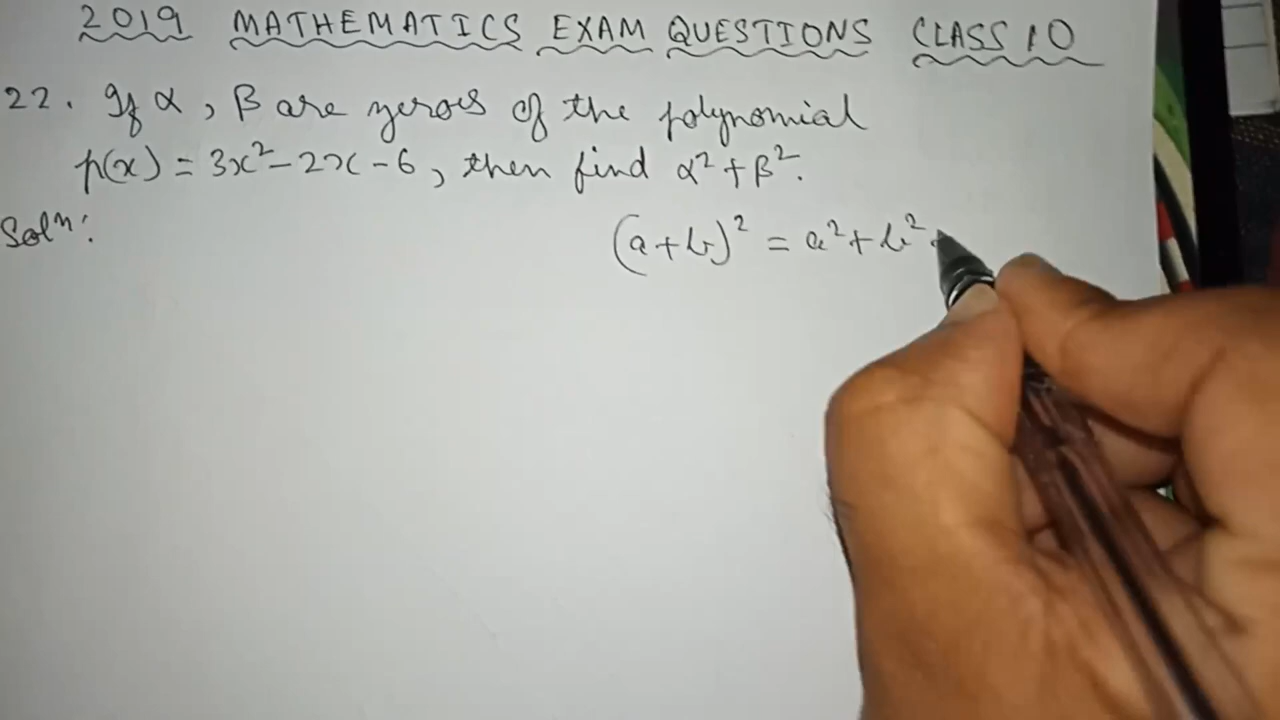 2019 MATHEMATICS EXAM QUESTIONS CLASS 10
22. If α, β are zeroes of the polynomial
p(x) = 3x² - 2x - 6, then find α² + β².
Solⁿ:
(a+b)² = a² + b²